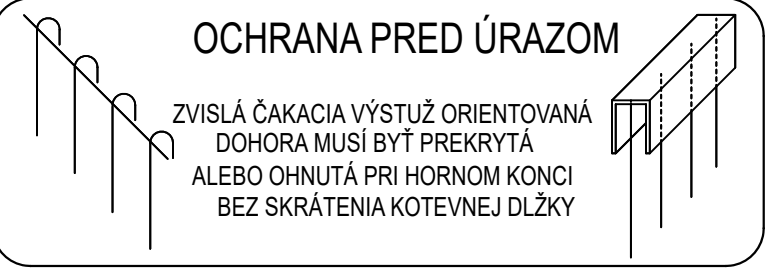 OCHRANA PRED ÚRAZOM
ZVISLÁ ČAKACIA VÝSTUŽ ORIENTOVANÁ
DOHORA MUSÍ BYŤ PREKRYTÁ
ALEBO OHNUTÁ PRI HORNOM KONCI
BEZ SKRÁTENIA KOTEVNEJ DLŽKY